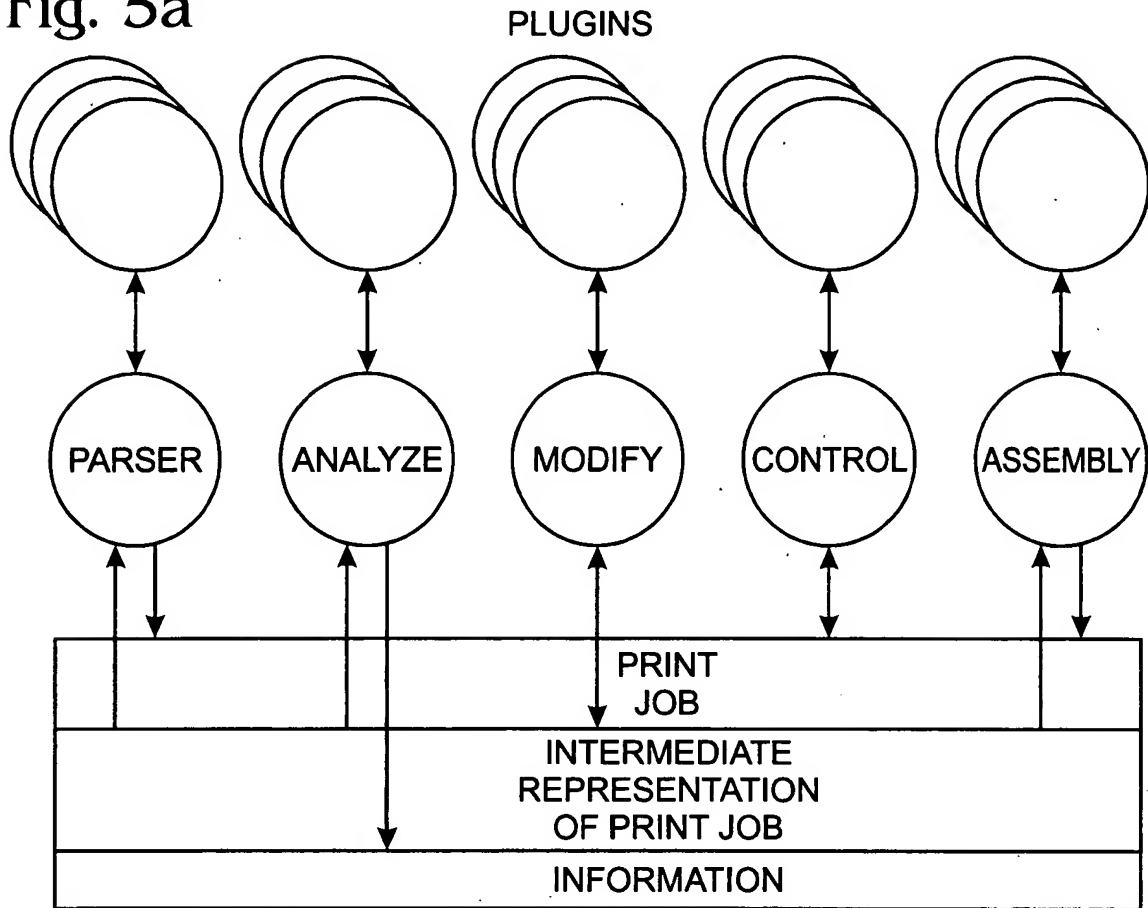 Fig. 5a
PLUGINS
PARSER
ANALYZE
MODIFY
CONTROL
ASSEMBLY
PRINT
JOB
INTERMEDIATE
REPRESENTATION
OF PRINT JOB
INFORMATION